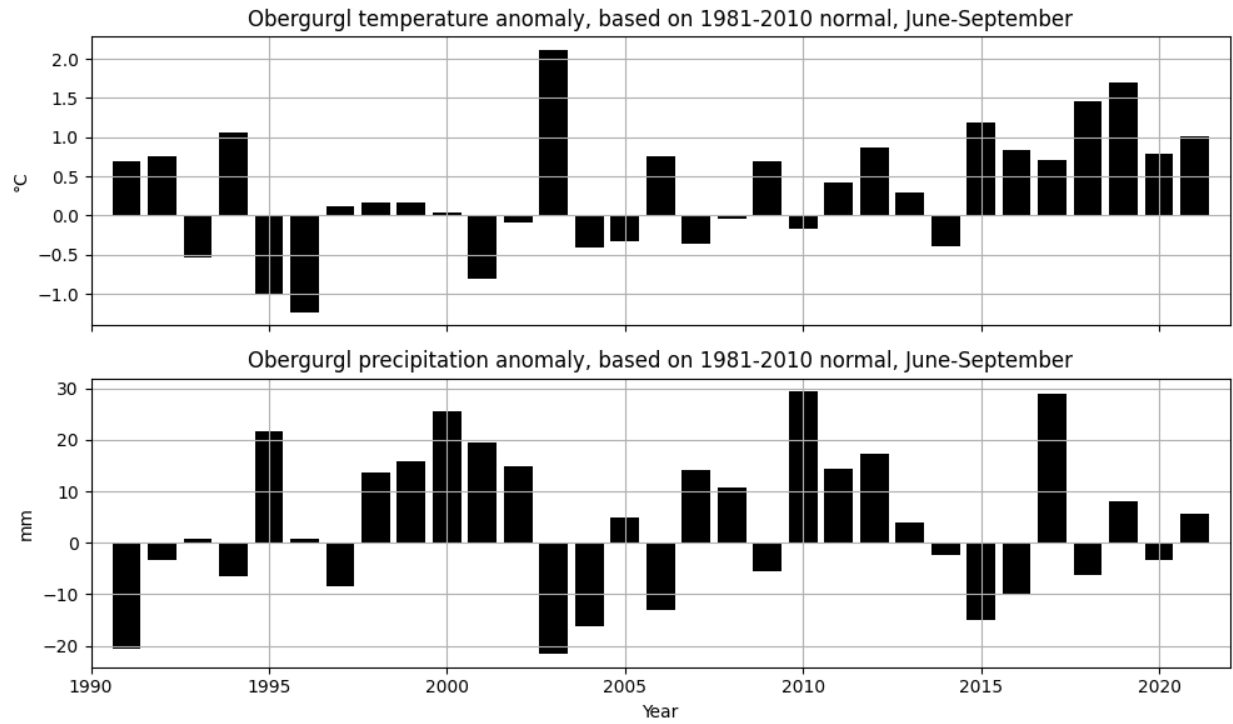 Obergurgl temperature anomaly, based on 1981-2010 normal, June-September
2.0
1.5
1.0
0.5
0.0
−0.5
−1.0
°C
Obergurgl precipitation anomaly, based on 1981-2010 normal, June-September
30
20
10
0
−10
−20
mm
1990 1995 2000 2005 2010 2015 2020
Year